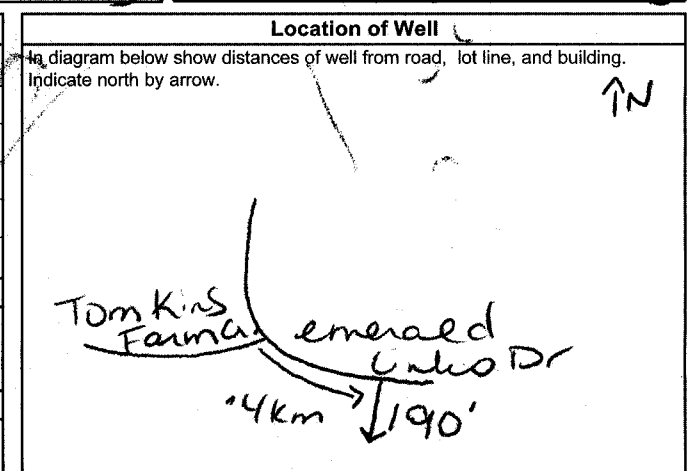 Location of Well
In diagram below show distances of well from road, lot line, and building.
Indicate north by arrow.
N
Tomkins
Farm
emerald
Links Dr
.4km
190'